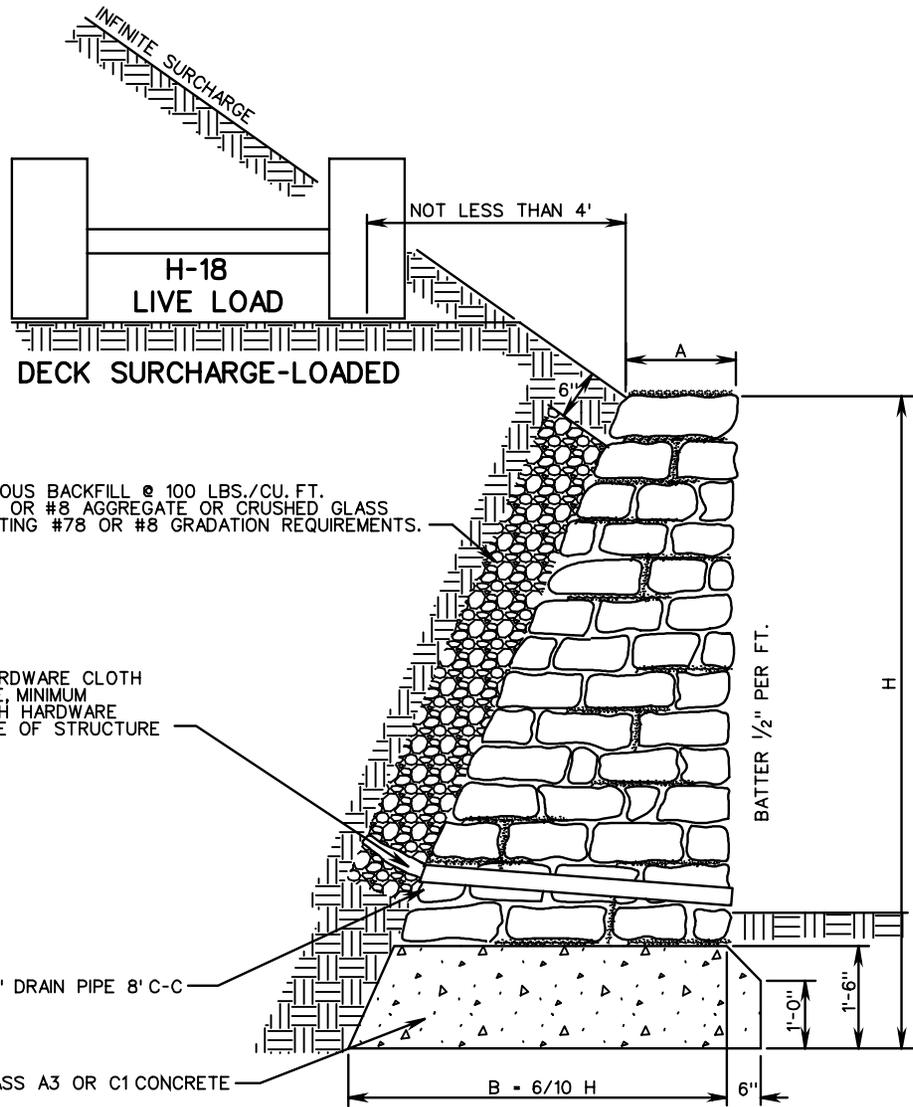 INFINITE SURCHARGE
NOT LESS THAN 4'
H-18
LIVE LOAD
A
DECK SURCHARGE-LOADED
6"
OUS BACKFILL @ 100 LBS./CU. FT.
OR #8 AGGREGATE OR CRUSHED GLASS
TING #78 OR #8 GRADATION REQUIREMENTS.
RDWARE CLOTH
E. MINIMUM
H HARDWARE
E OF STRUCTURE
BATTER 1/2" PER FT.
H
" DRAIN PIPE 8' C-C
1'-0"
1'-6"
ASS A3 OR C1 CONCRETE
B = 6/10 H
6"